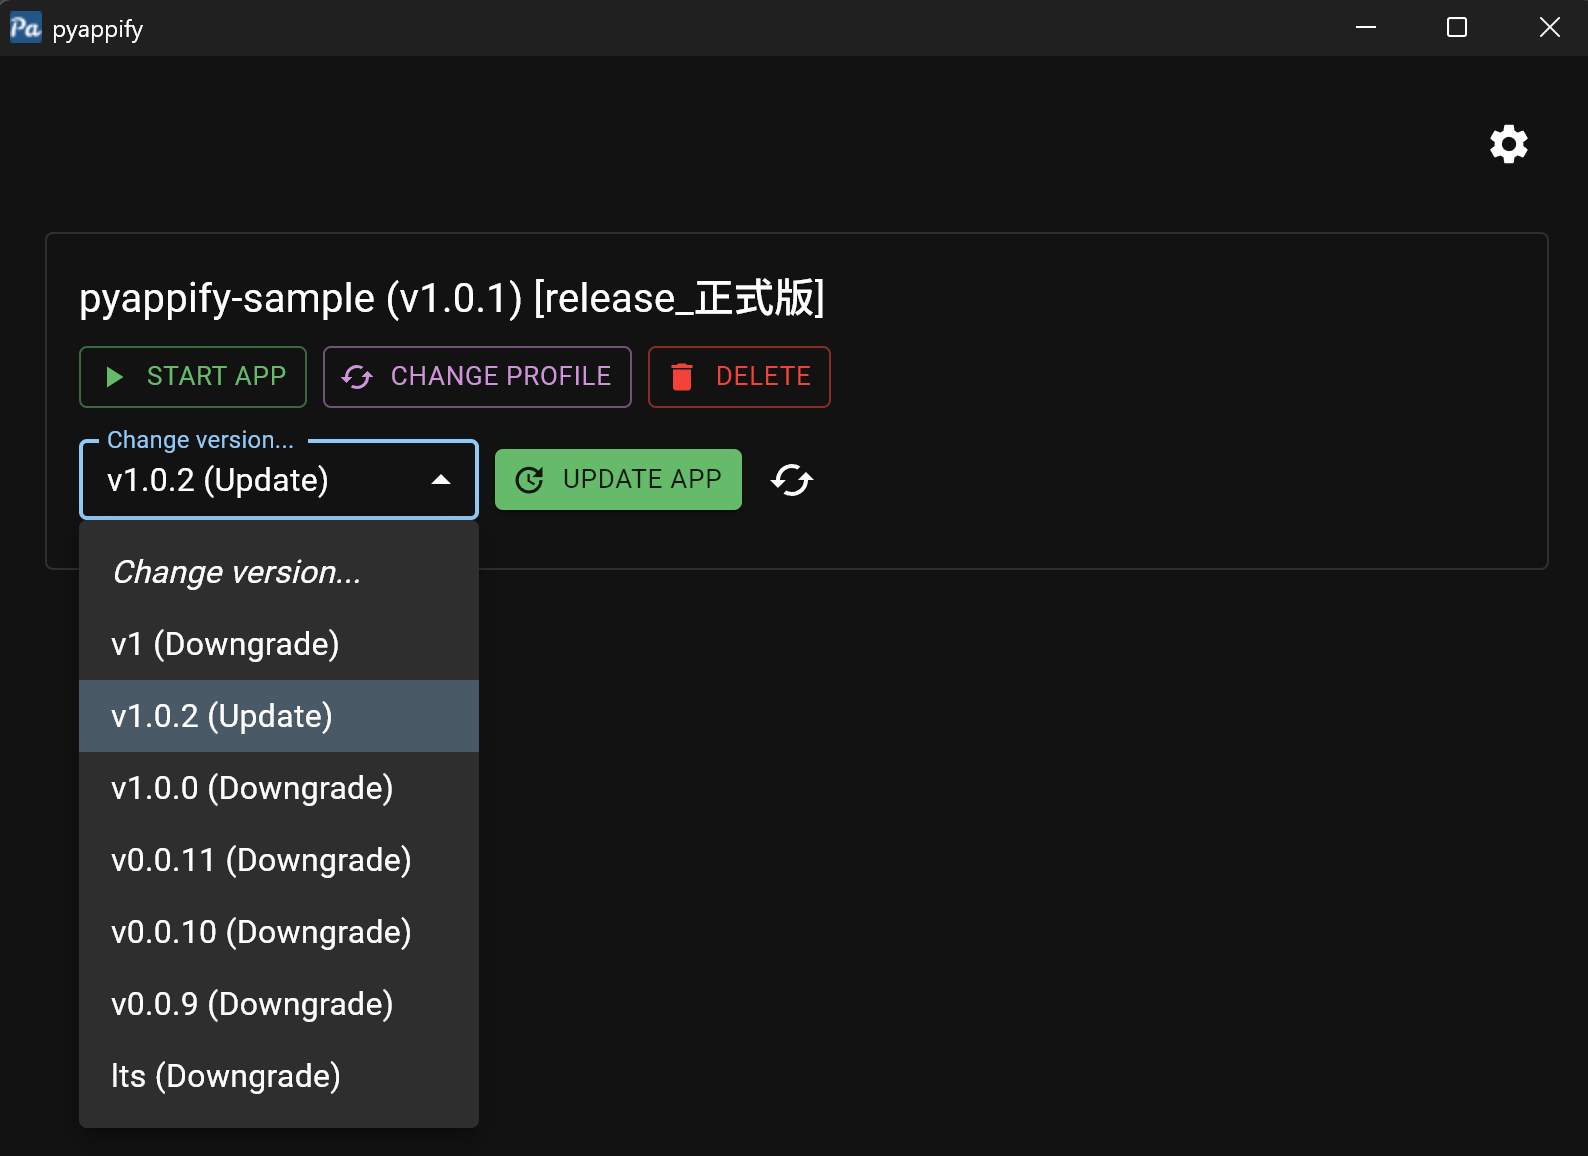 Pa pyappify
pyappify-sample (v1.0.1) [release_正式版]
START APP CHANGE PROFILE DELETE
Change version...
v1.0.2 (Update) UPDATE APP
Change version...
v1 (Downgrade)
v1.0.2 (Update)
v1.0.0 (Downgrade)
v0.0.11 (Downgrade)
v0.0.10 (Downgrade)
v0.0.9 (Downgrade)
lts (Downgrade)